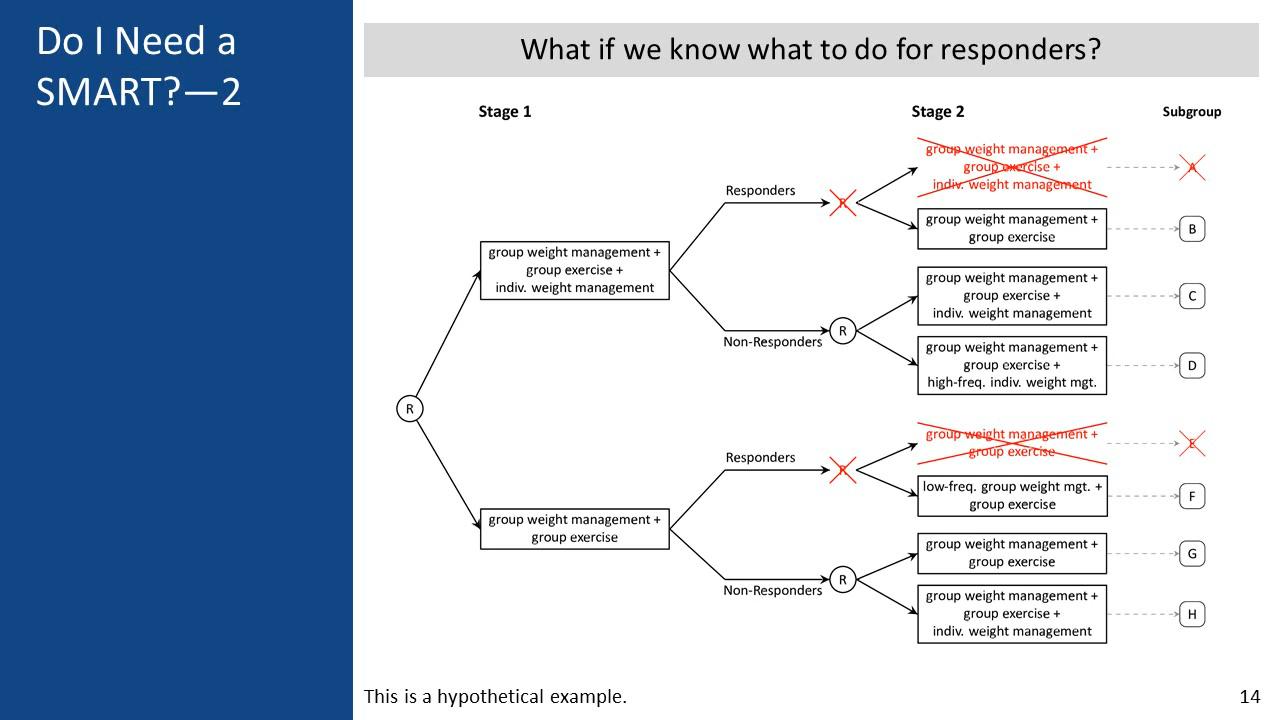 Do I Need a
SMART?—2
What if we know what to do for responders?
Stage 1
Stage 2
Subgroup
group weight management +
group exercise +
indiv. weight management
A
Responders
R
group weight management +
group exercise
B
group weight management +
group exercise +
indiv. weight management
group weight management +
group exercise +
indiv. weight management
C
Non-Responders
R
group weight management +
group exercise +
high-freq. indiv. weight mgt.
D
R
group weight management +
group exercise
E
Responders
R
low-freq. group weight mgt. +
group exercise
F
group weight management +
group exercise
group weight management +
group exercise
G
Non-Responders
R
group weight management +
group exercise +
indiv. weight management
H
This is a hypothetical example.
14